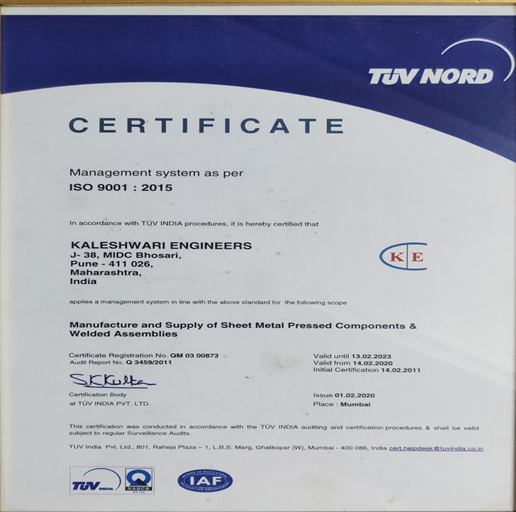 TÜV NORD
CERTIFICATE
Management system as per
ISO 9001 : 2015
In accordance with TÜV INDIA procedures, it is hereby certified that
KALESHWARI ENGINEERS
J- 38, MIDC Bhosari,
Pune - 411 026,
Maharashtra,
India
K E
applies a management system in line with the above standard for the following scope
Manufacture and Supply of Sheet Metal Pressed Components &
Welded Assemblies
Certificate Registration No. QM 03 00873
Audit Report No. Q 3459/2011
Valid until 13.02.2023
Valid from 14.02.2020
Initial Certification 14.02.2011
S.K.Kulka
Certification Body
at TÜV INDIA PVT. LTD.
Issue 01.02.2020
Place : Mumbai
This certification was conducted in accordance with the TÜV INDIA auditing and certification procedures & shall be valid
subject to regular Surveillance Audits.
TUV India Pvt. Ltd., 801, Raheja Plaza – 1, L.B.S. Marg, Ghatkopar (W), Mumbai - 400 086, India cert.helpdesk@tuvindia.co.in
TÜV INDIA
NABCB
IAF